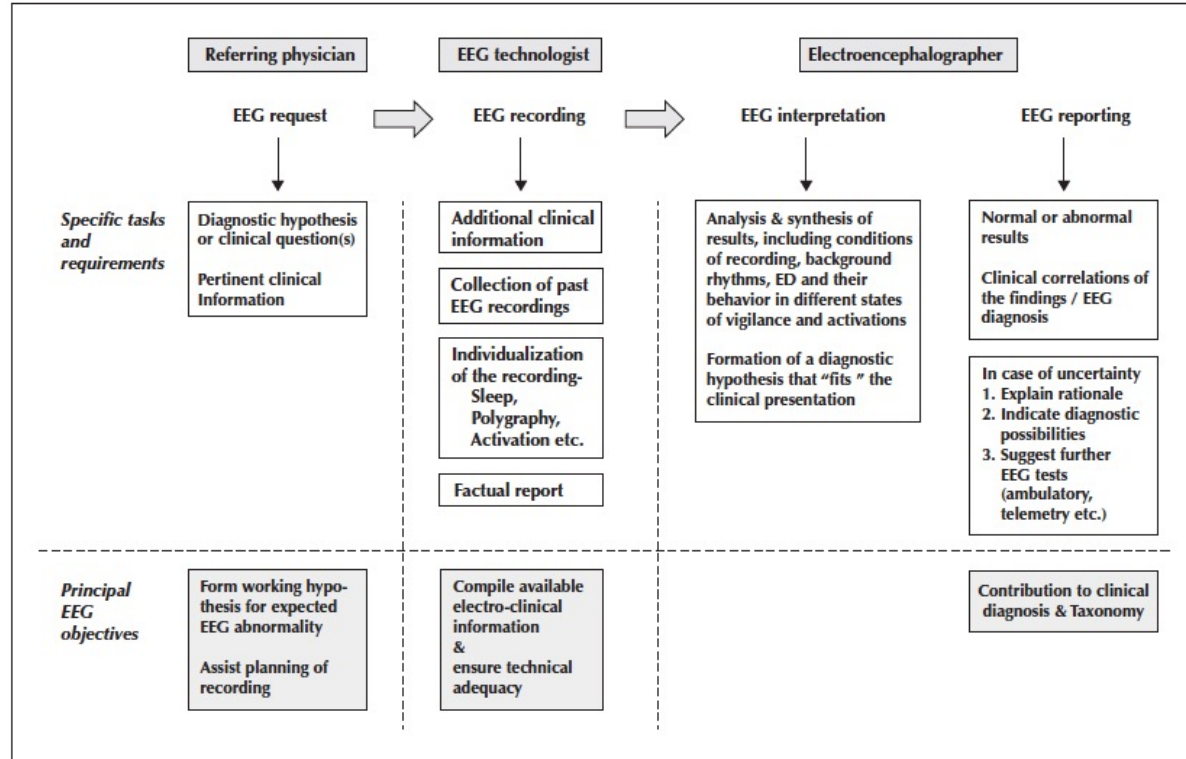 Referring physician
EEG technologist
Electroencephalographer
EEG request
EEG recording
EEG interpretation
EEG reporting
Specific tasks
and
requirements
Diagnostic hypothesis
or clinical question(s)
Pertinent clinical
Information
Additional clinical
information
Collection of past
EEG recordings
Individualization
of the recording-
Sleep,
Polygraphy,
Activation etc.
Factual report
Analysis & synthesis of
results, including conditions
of recording, background
rhythms, ED and their
behavior in different states
of vigilance and activations
Formation of a diagnostic
hypothesis that “fits ” the
clinical presentation
Normal or abnormal
results
Clinical correlations of
the findings / EEG
diagnosis
In case of uncertainty
1. Explain rationale
2. Indicate diagnostic
possibilities
3. Suggest further
EEG tests
(ambulatory,
telemetry etc.)
Principal
EEG
objectives
Form working hypo-
thesis for expected
EEG abnormality
Assist planning of
recording
Compile available
electro-clinical
information
&
ensure technical
adequacy
Contribution to clinical
diagnosis & Taxonomy